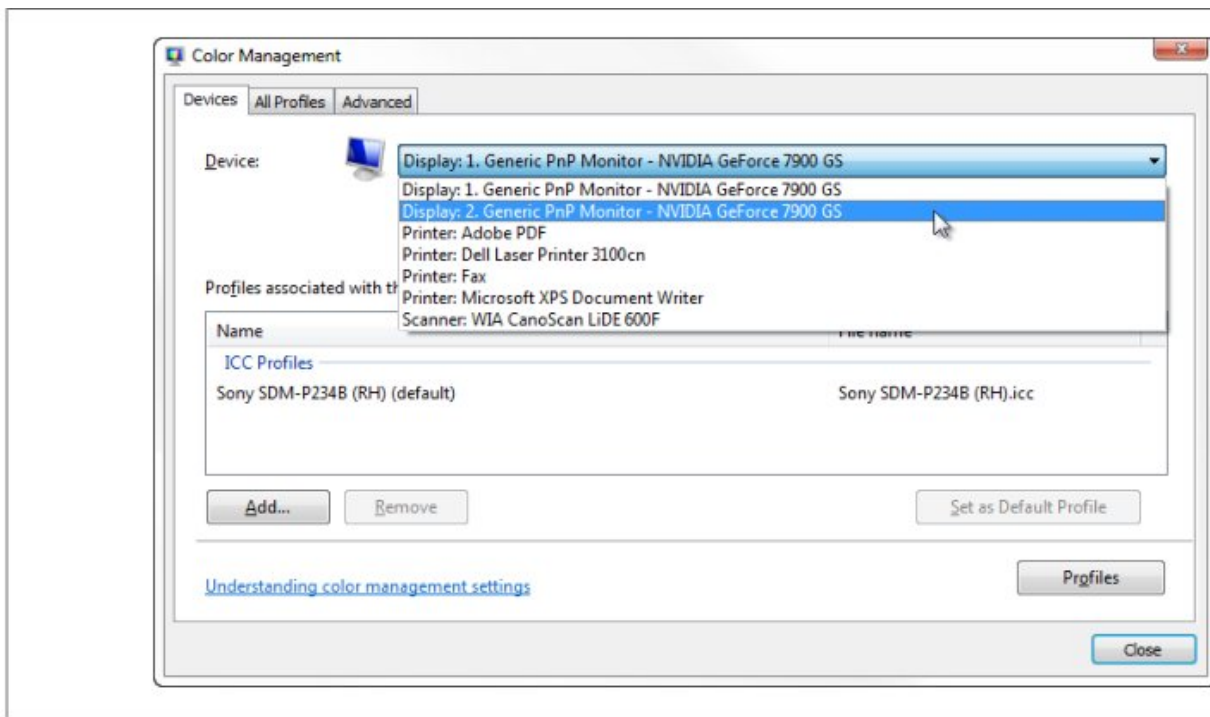 Color Management
Devices All Profiles Advanced
Device: Display: 1. Generic PnP Monitor - NVIDIA GeForce 7900 GS
Display: 1. Generic PnP Monitor - NVIDIA GeForce 7900 GS
Display: 2. Generic PnP Monitor - NVIDIA GeForce 7900 GS
Printer: Adobe PDF
Printer: Dell Laser Printer 3100cn
Printer: Fax
Profiles associated with
Printer: Microsoft XPS Document Writer
Scanner: WIA CanoScan LiDE 600F
Name File name
ICC Profiles
Sony SDM-P234B (RH) (default) Sony SDM-P234B (RH).icc
Add... Remove Set as Default Profile
Understanding color management settings Profiles
Close